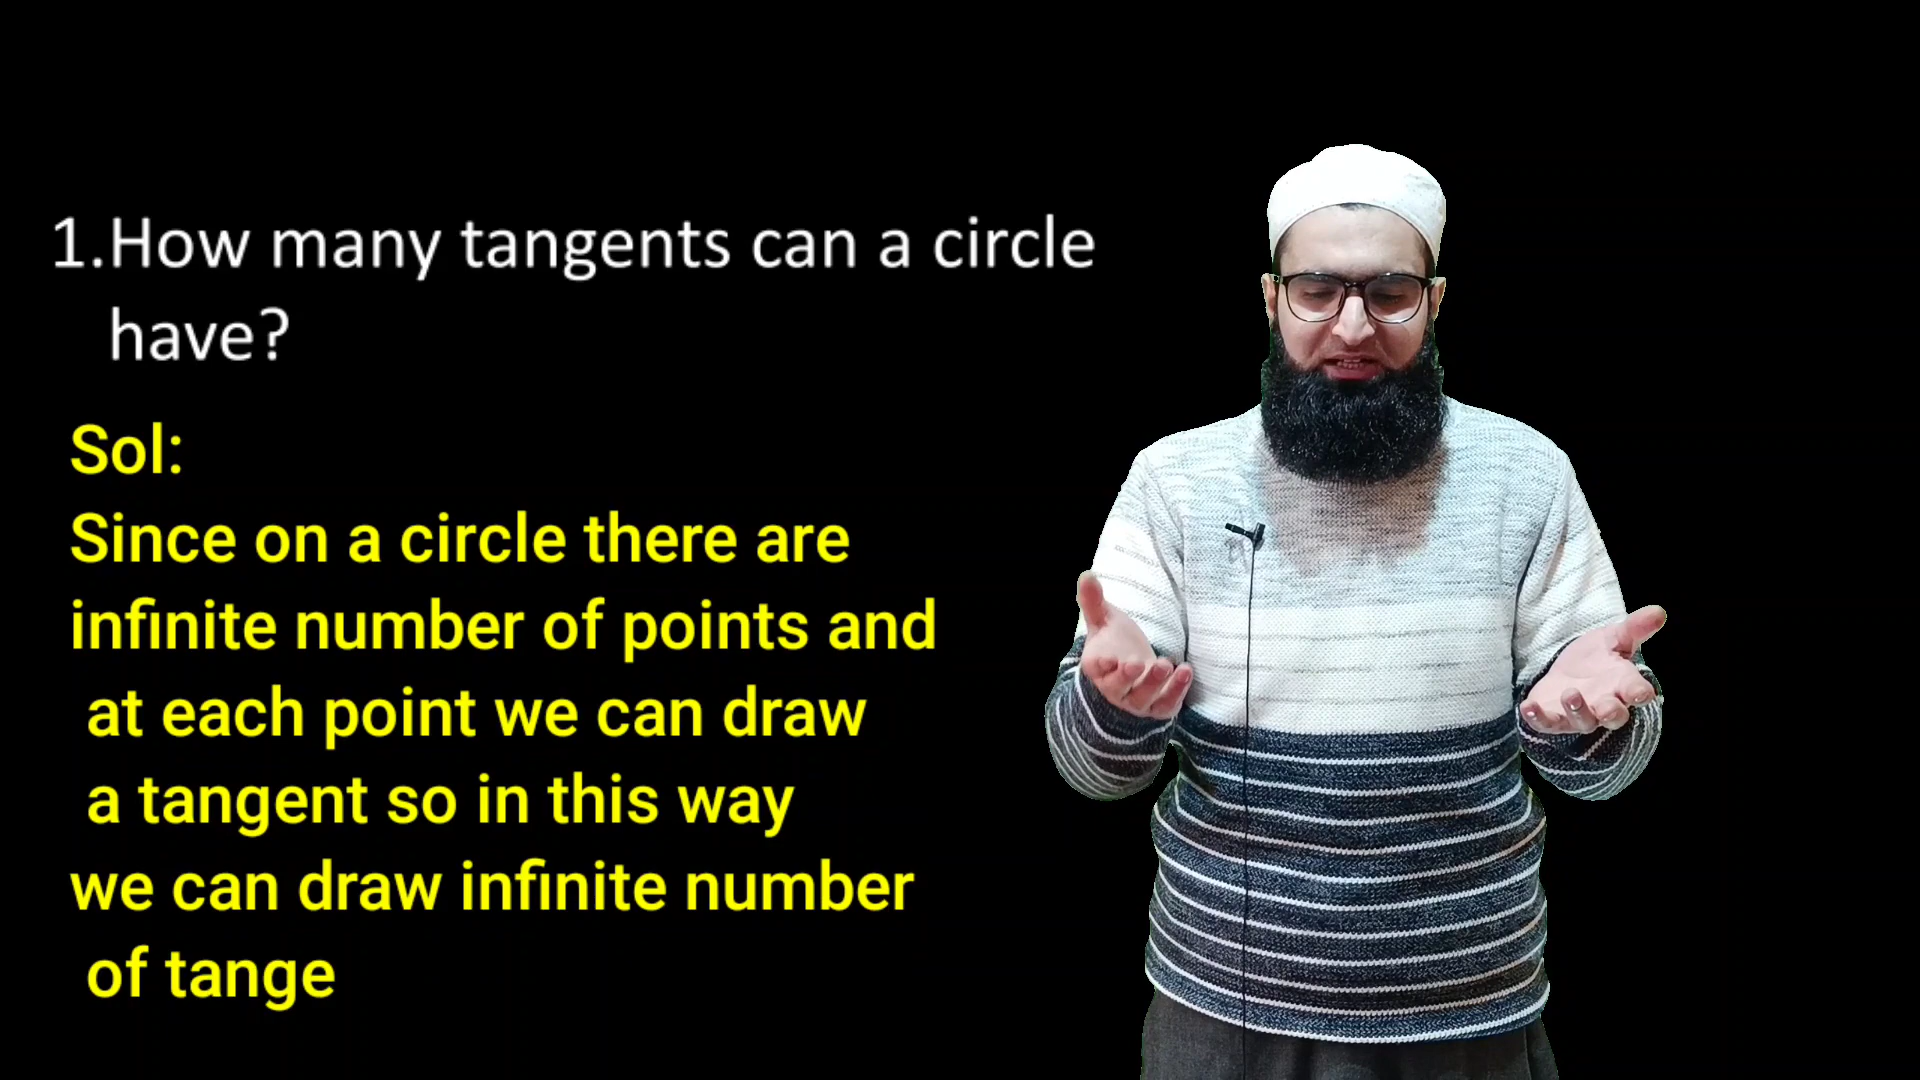 1.How many tangents can a circle
have?
Sol:
Since on a circle there are
infinite number of points and
at each point we can draw
a tangent so in this way
we can draw infinite number
of tange